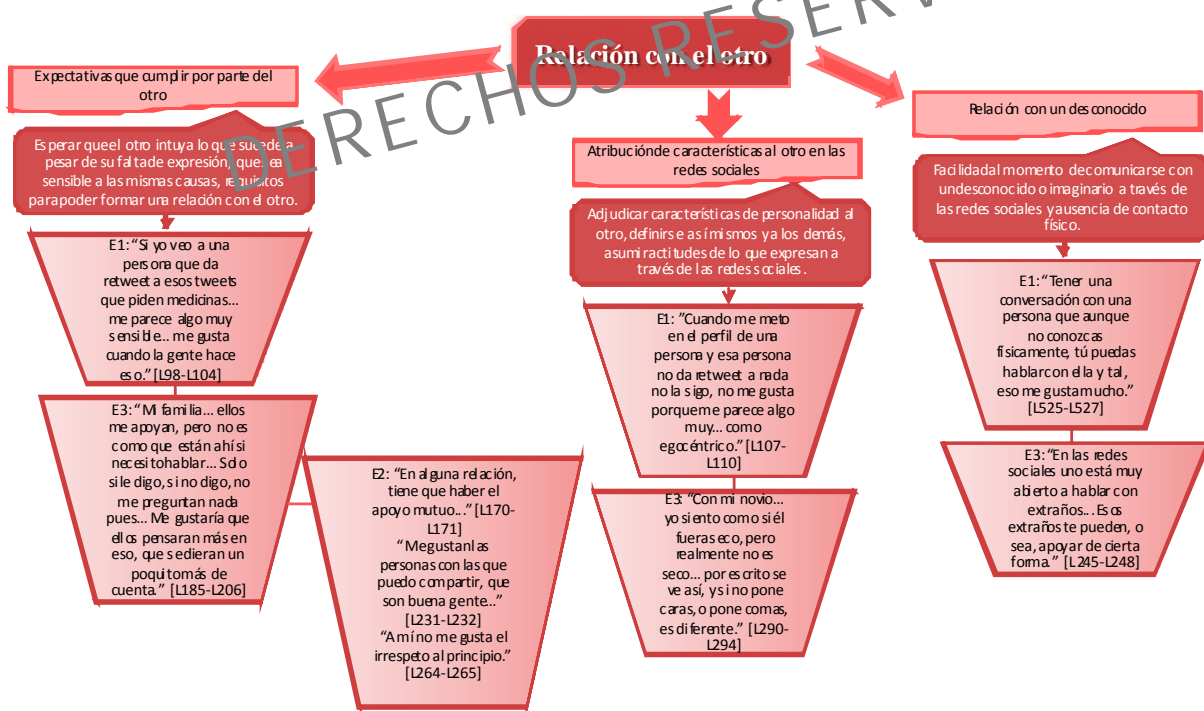 Relación con el otro
DERECHOS RESERV
Expectativas que cumplir por parte del
otro
Esperar que el otro intuya lo que sucede a
pesar de su falta de expresión, que sea
sensible a las mismas causas, requisitos
para poder formar una relación con el otro.
E1: “Si yo veo a una
persona que da
retweet a esos tweets
que piden medicinas...
me parece algo muy
sensible... me gusta
cuando la gente hace
eso.” [L98-L104]
E3: “Mi familia... ellos
me apoyan, pero no es
como que están ahí si
necesito hablar... Solo
si le digo, si no digo, no
me preguntan nada
pues... Me gustaría que
ellos pensaran más en
eso, que se dieran un
poquito más de
cuenta.” [L185-L206]
E2: “En alguna relación,
tiene que haber el
apoyo mutuo...” [L170-
L171]
“Me gustan las
personas con las que
puedo compartir, que
son buena gente...”
[L231-L232]
“A mí no me gusta el
irrespeto al principio.”
[L264-L265]
Atribución de características al otro en las
redes sociales
Adjudicar características de personalidad al
otro, definirse a sí mismos y a los demás,
asumir actitudes de lo que expresan a
través de las redes sociales.
E1: ”Cuando me meto
en el perfil de una
persona y esa persona
no da retweet a nada
no la sigo, no me gusta
porque me parece algo
muy... como
egocéntrico.” [L107-
L110]
E3: “Con mi novio...
yo siento como si él
fuera seco, pero
realmente no es
seco... por escrito se
ve así, y si no pone
caras, o pone comas,
es diferente.” [L290-
L294]
Relación con un desconocido
Facilidad al momento de comunicarse con
un desconocido o imaginario a través de
las redes sociales y ausencia de contacto
físico.
E1: “Tener una
conversación con una
persona que aunque
no conozcas
físicamente, tú puedas
hablar con ella y tal,
eso me gusta mucho.”
[L525-L527]
E3: “En las redes
sociales uno está muy
abierto a hablar con
extraños... Esos
extraños te pueden, o
sea, apoyar de cierta
forma.” [L245-L248]